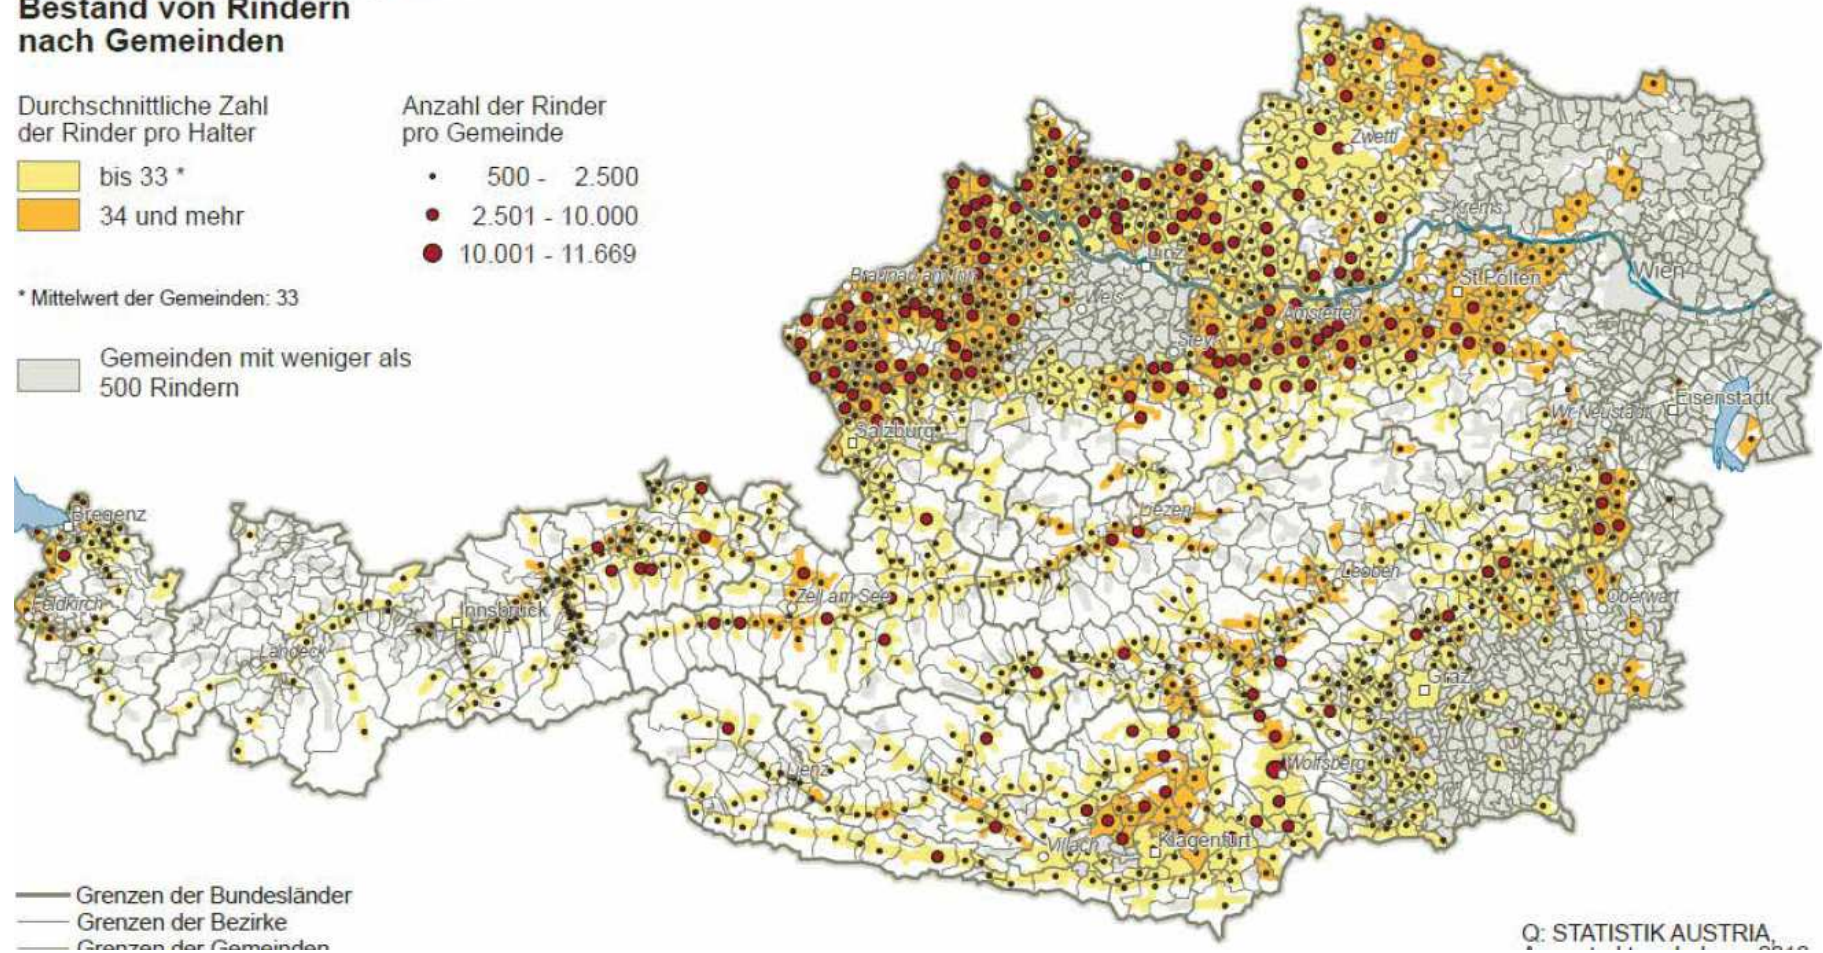 Bestand von Rindern
nach Gemeinden
Durchschnittliche Zahl
der Rinder pro Halter
bis 33 *
34 und mehr
* Mittelwert der Gemeinden: 33
Gemeinden mit weniger als
500 Rindern
Anzahl der Rinder
pro Gemeinde
500 - 2.500
2.501 - 10.000
10.001 - 11.669
Zwettl
Krems
Linz
Wien
St.Pölten
Braunau am Inn
Wels
Amstetten
Steyr
Eisenstadt
Wr.Neustadt
Salzburg
Bregenz
Liezen
Leoben
Feldkirch
Innsbruck
Zell am See
Oberwart
Landeck
Graz
Lienz
Wolfsberg
Villach
Klagenfurt
Grenzen der Bundesländer
Grenzen der Bezirke
Grenzen der Gemeinden
Q: STATISTIK AUSTRIA,